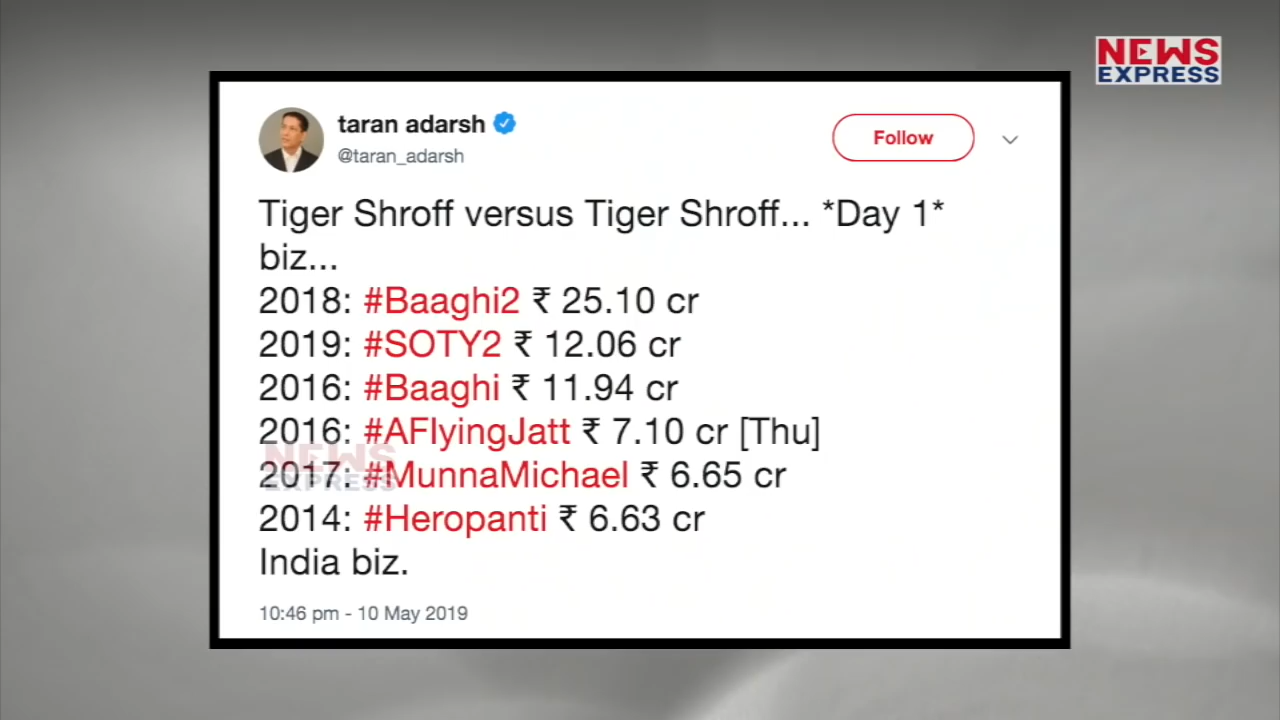 NEWS
EXPRESS
taran adarsh
@taran_adarsh
Follow
Tiger Shroff versus Tiger Shroff... *Day 1*
biz...
2018: #Baaghi2 ₹ 25.10 cr
2019: #SOTY2 ₹ 12.06 cr
2016: #Baaghi ₹ 11.94 cr
2016: #AFlyingJatt ₹ 7.10 cr [Thu]
NEWS
EXPRESS
2017: #MunnaMichael ₹ 6.65 cr
2014: #Heropanti ₹ 6.63 cr
India biz.
10:46 pm - 10 May 2019